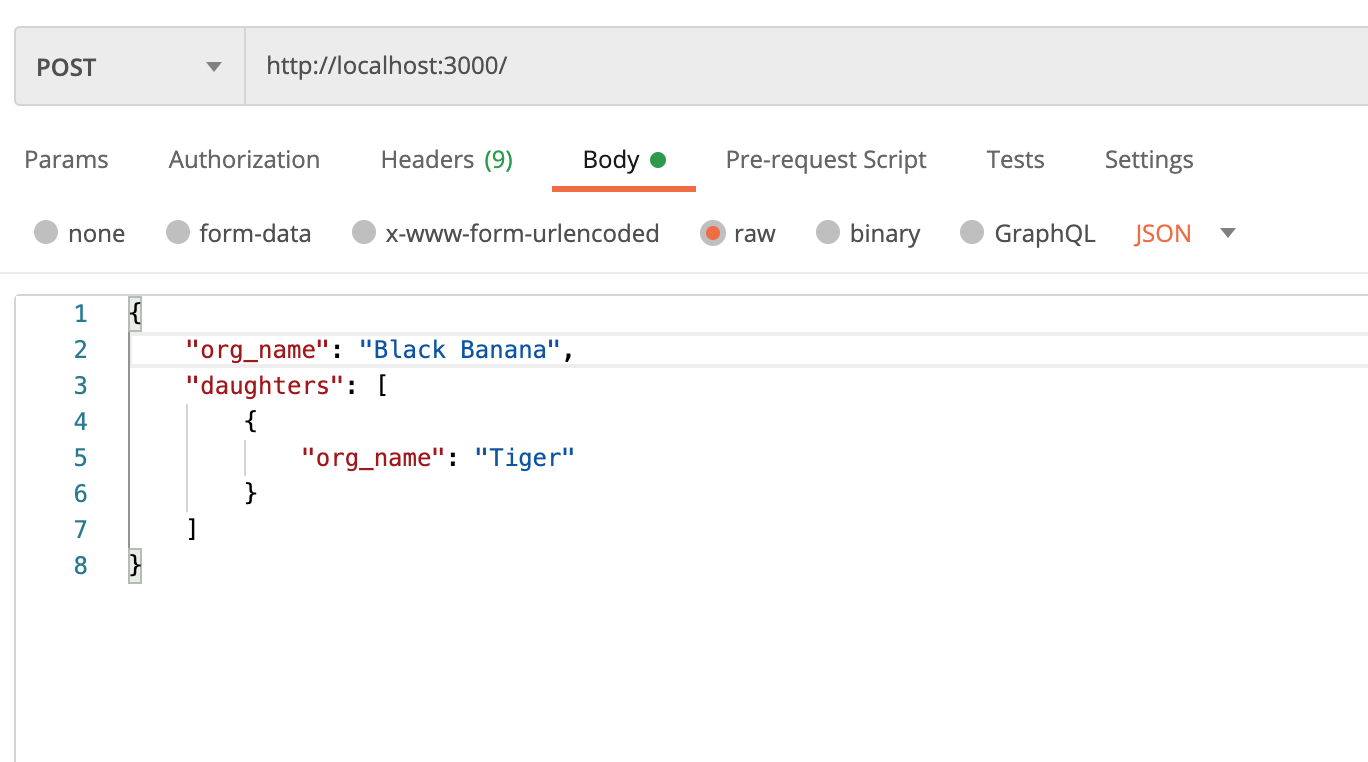 POST http://localhost:3000/
Params Authorization Headers (9) Body Pre-request Script Tests Settings
none form-data x-www-form-urlencoded raw binary GraphQL JSON
1 {
2 "org_name": "Black Banana",
3 "daughters": [
4 {
5 "org_name": "Tiger"
6 }
7 ]
8 }